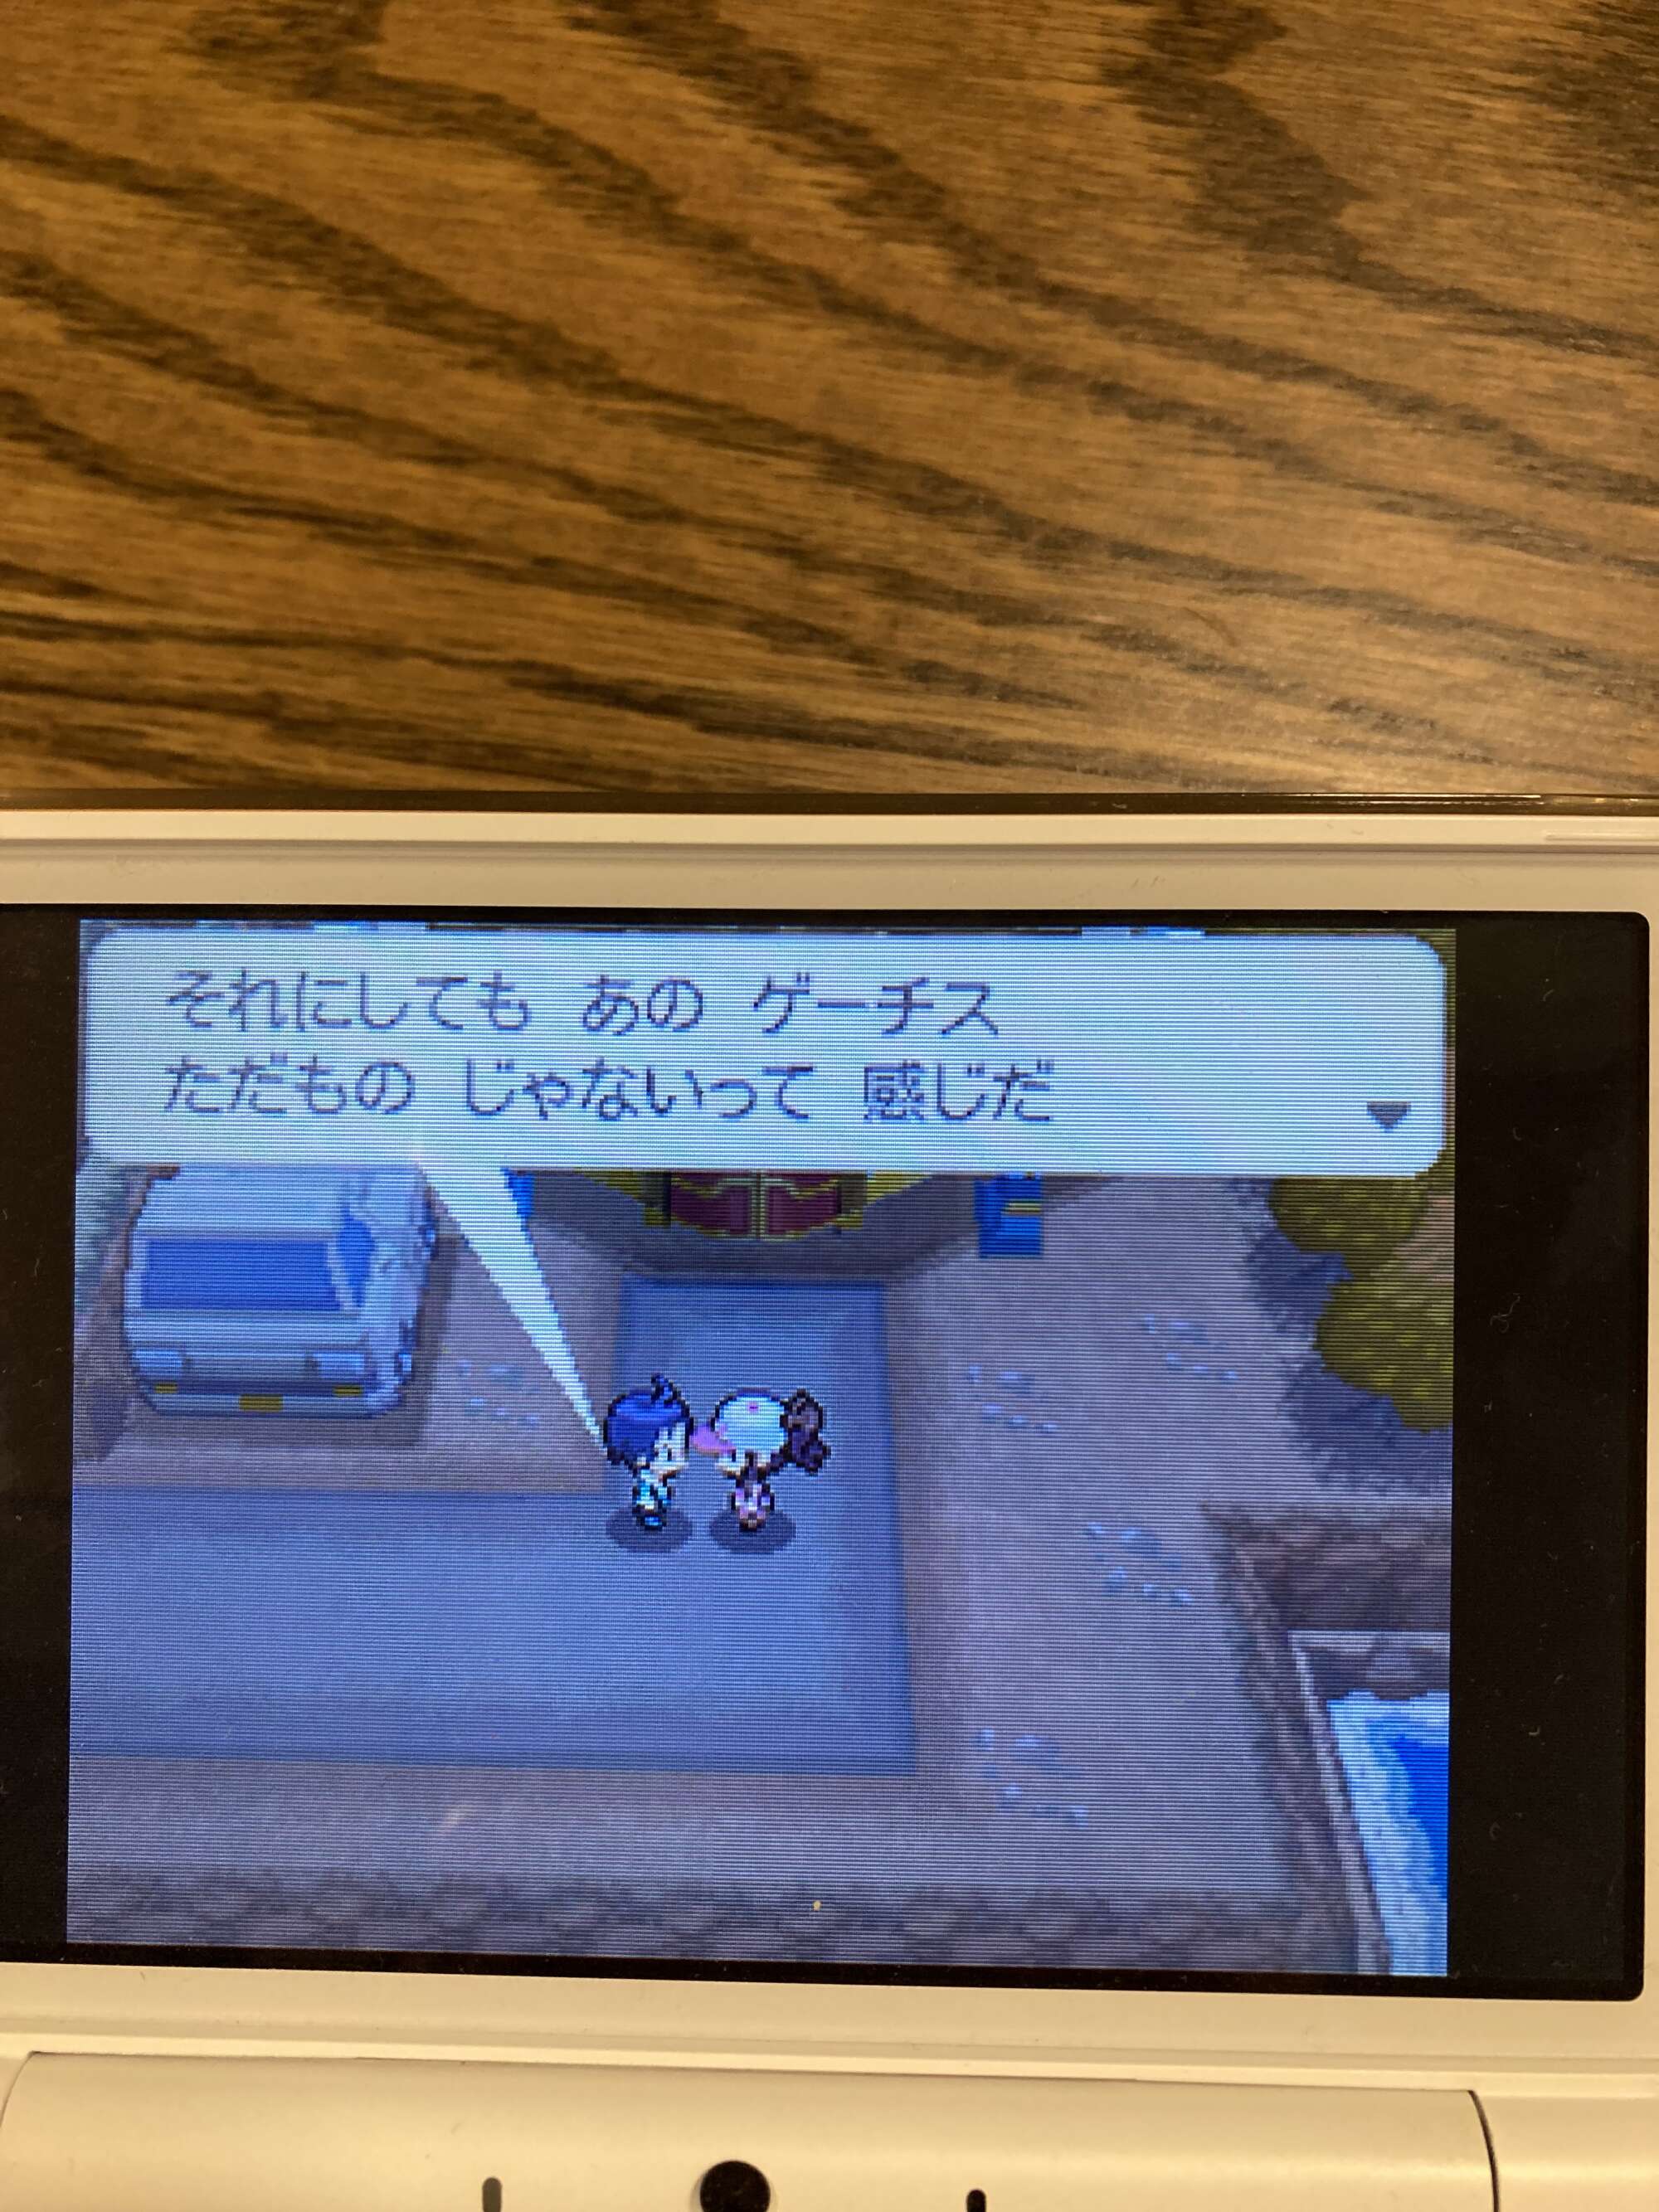 それにしても あの ゲーチス
ただもの じゃないって 感じだ